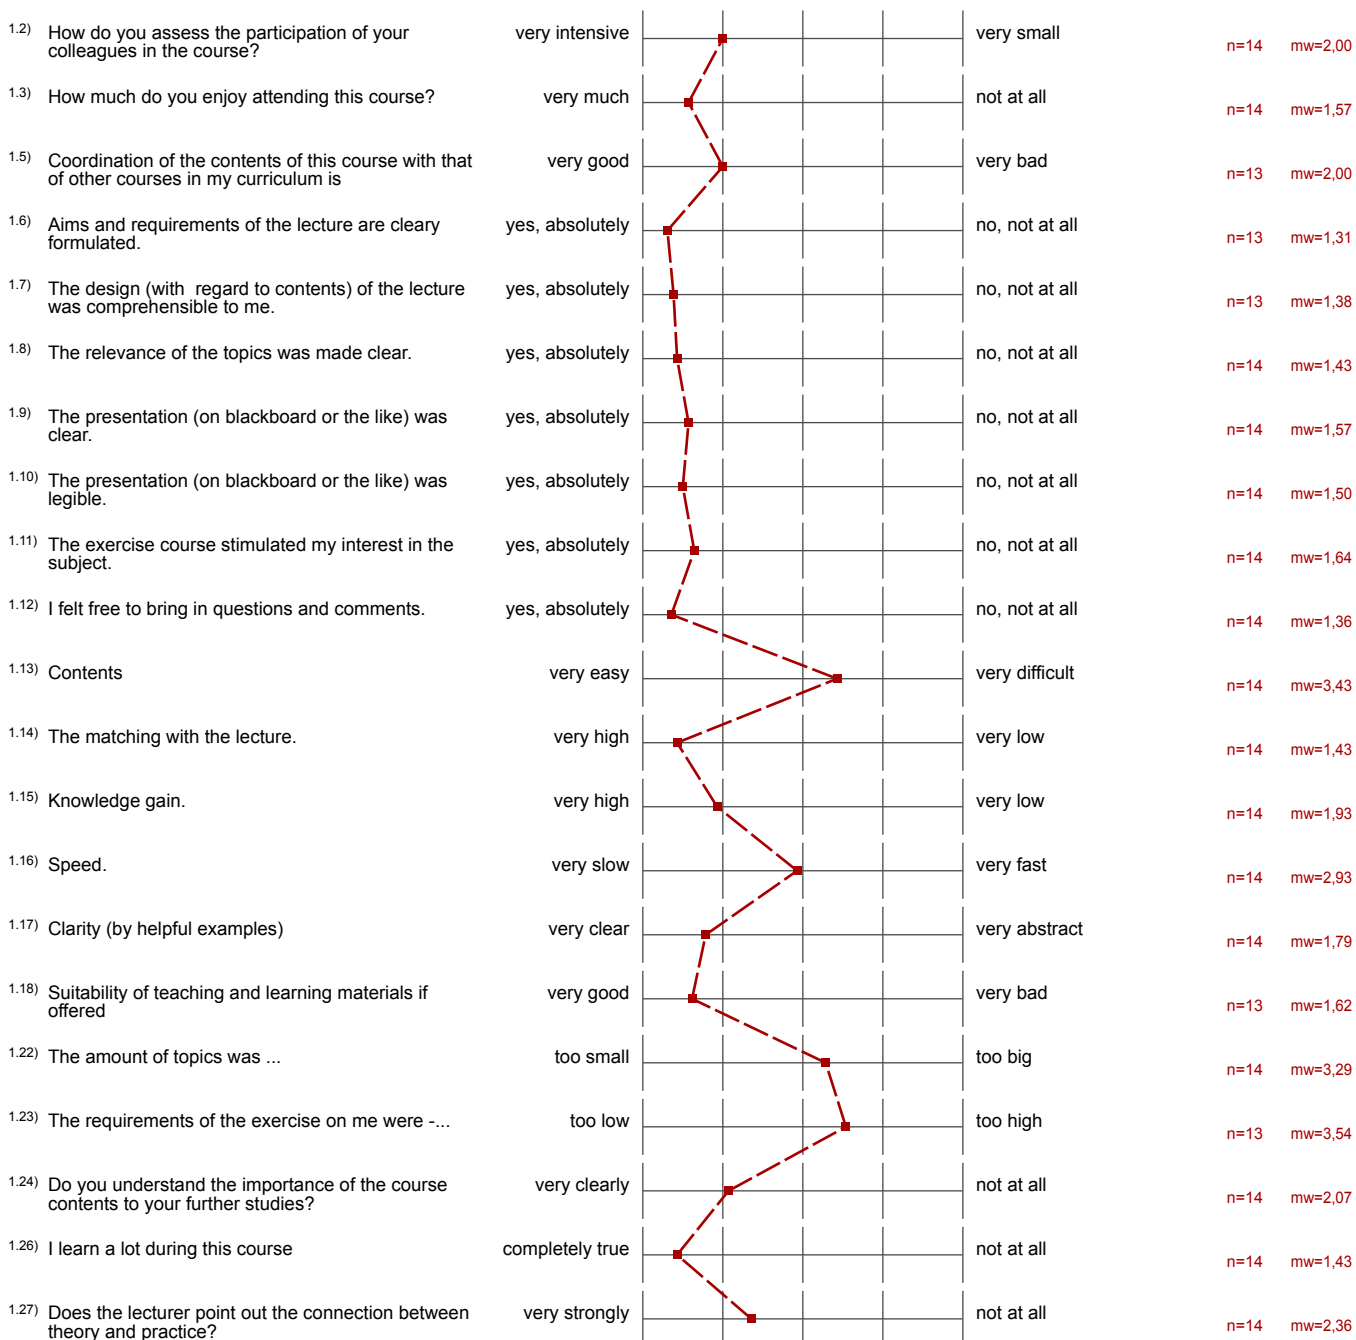 1.2) How do you assess the participation of your very intensive very small
colleagues in the course? n=14 mw=2,00
1.3) How much do you enjoy attending this course? very much not at all
n=14 mw=1,57
1.5) Coordination of the contents of this course with that very good very bad
of other courses in my curriculum is n=13 mw=2,00
1.6) Aims and requirements of the lecture are cleary yes, absolutely no, not at all
formulated. n=13 mw=1,31
1.7) The design (with regard to contents) of the lecture yes, absolutely no, not at all
was comprehensible to me. n=13 mw=1,38
1.8) The relevance of the topics was made clear. yes, absolutely no, not at all
n=14 mw=1,43
1.9) The presentation (on blackboard or the like) was yes, absolutely no, not at all
clear. n=14 mw=1,57
1.10) The presentation (on blackboard or the like) was yes, absolutely no, not at all
legible. n=14 mw=1,50
1.11) The exercise course stimulated my interest in the yes, absolutely no, not at all
subject. n=14 mw=1,64
1.12) I felt free to bring in questions and comments. yes, absolutely no, not at all
n=14 mw=1,36
1.13) Contents very easy very difficult
n=14 mw=3,43
1.14) The matching with the lecture. very high very low
n=14 mw=1,43
1.15) Knowledge gain. very high very low
n=14 mw=1,93
1.16) Speed. very slow very fast
n=14 mw=2,93
1.17) Clarity (by helpful examples) very clear very abstract
n=14 mw=1,79
1.18) Suitability of teaching and learning materials if very good very bad
offered n=13 mw=1,62
1.22) The amount of topics was ... too small too big
n=14 mw=3,29
1.23) The requirements of the exercise on me were -... too low too high
n=13 mw=3,54
1.24) Do you understand the importance of the course very clearly not at all
contents to your further studies? n=14 mw=2,07
1.26) I learn a lot during this course completely true not at all
n=14 mw=1,43
1.27) Does the lecturer point out the connection between very strongly not at all
theory and practice? n=14 mw=2,36